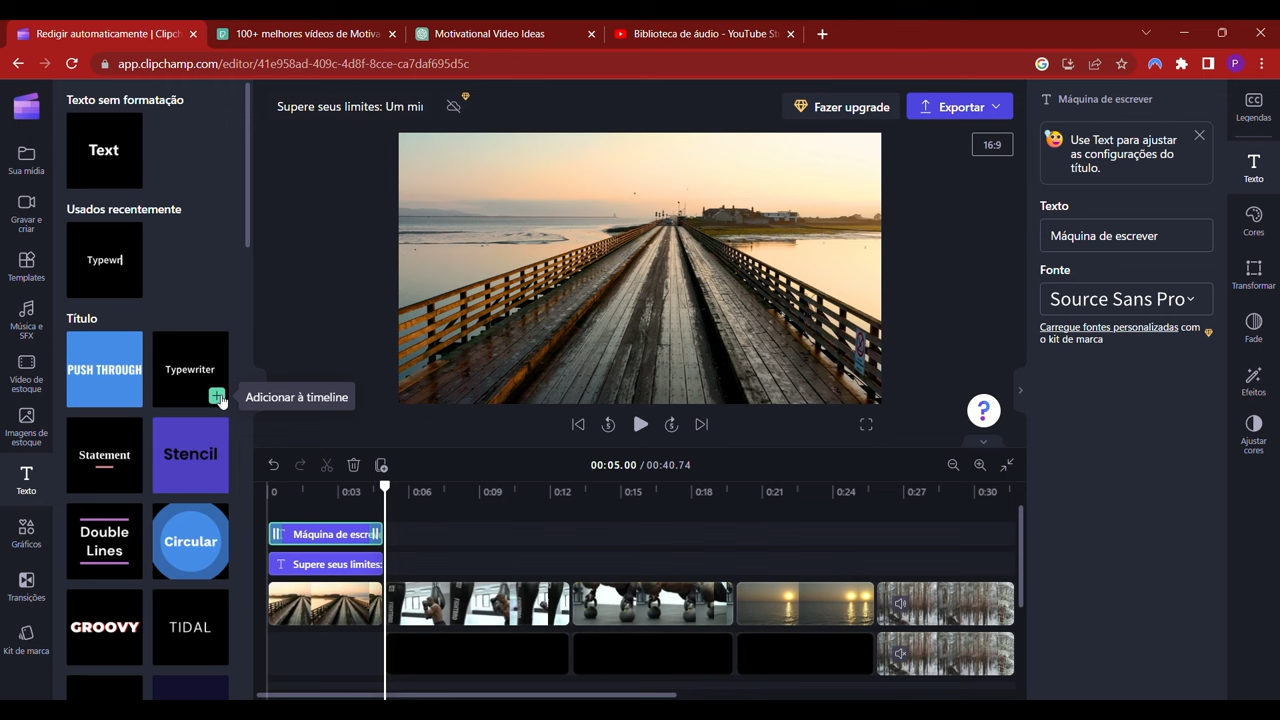 Redigir automaticamente | Clipch
100+ melhores vídeos de Motiva
Motivational Video Ideas
Biblioteca de áudio - YouTube St
app.clipchamp.com/editor/41e958ad-409c-4d8f-8cce-ca7daf695d5c
P
Sua mídia
Gravar e
criar
Templates
Música e
SFX
Vídeo de
estoque
Imagens de
estoque
Texto
Gráficos
Transições
Kit de marca
Texto sem formatação
Text
Usados recentemente
Typewr
Título
PUSH THROUGH
Typewriter
Adicionar à timeline
Statement
Stencil
Double
Lines
Circular
GROOVY
TIDAL
Supere seus limites: Um mi
Fazer upgrade
Exportar
16:9
?
00:05.00 / 00:40.74
0
0:03
0:06
0:09
0:12
0:15
0:18
0:21
0:24
0:27
0:30
Máquina de escre
T Supere seus limites:
T Máquina de escrever
Use Text para ajustar
as configurações do
título.
Texto
Máquina de escrever
Fonte
Source Sans Pro
Carregue fontes personalizadas com
o kit de marca
CC
Legendas
Texto
Cores
Transformar
Fade
Efeitos
Ajustar
cores